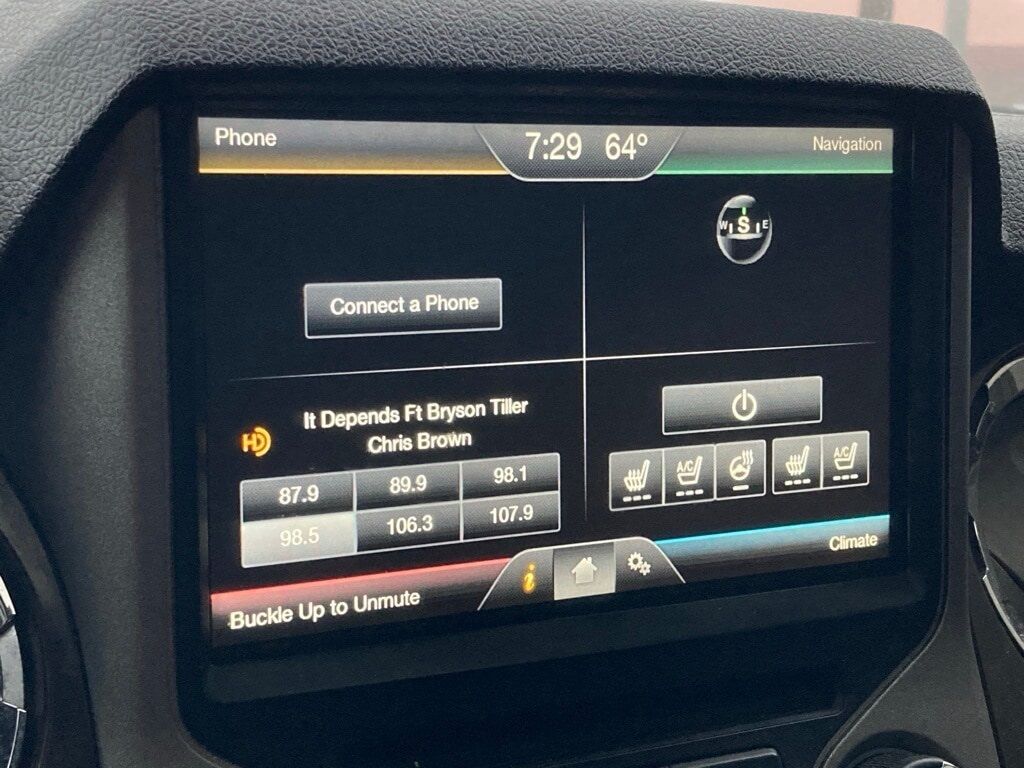 Phone
7:29 64°
Navigation
W S E
Connect a Phone
It Depends Ft Bryson Tiller
Chris Brown
HD
87.9 89.9 98.1
98.5 106.3 107.9
A/C A/C
Buckle Up to Unmute
i
Climate